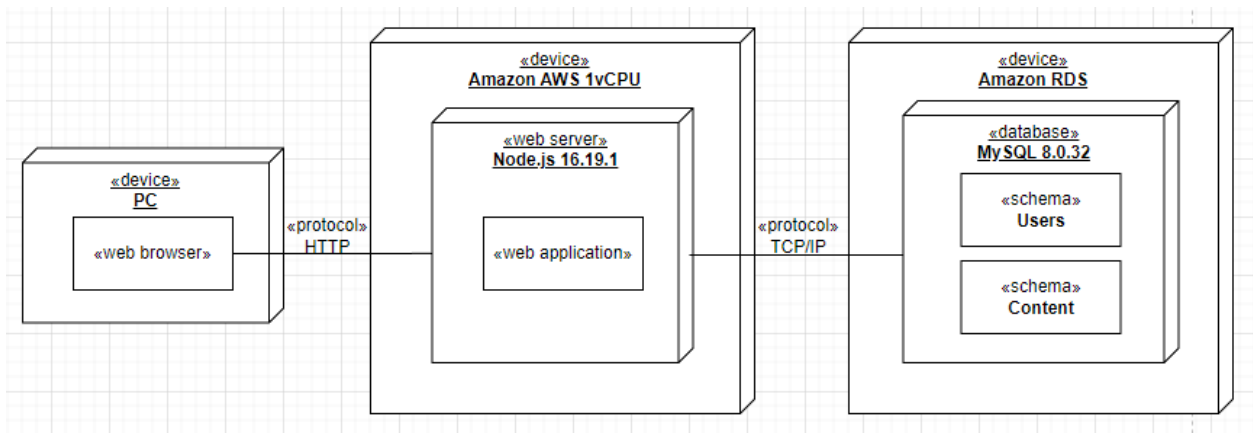 «device»
PC
«web browser»
«protocol»
HTTP
«device»
Amazon AWS 1vCPU
«web server»
Node.js 16.19.1
«web application»
«protocol»
TCP/IP
«device»
Amazon RDS
«database»
MySQL 8.0.32
«schema»
Users
«schema»
Content